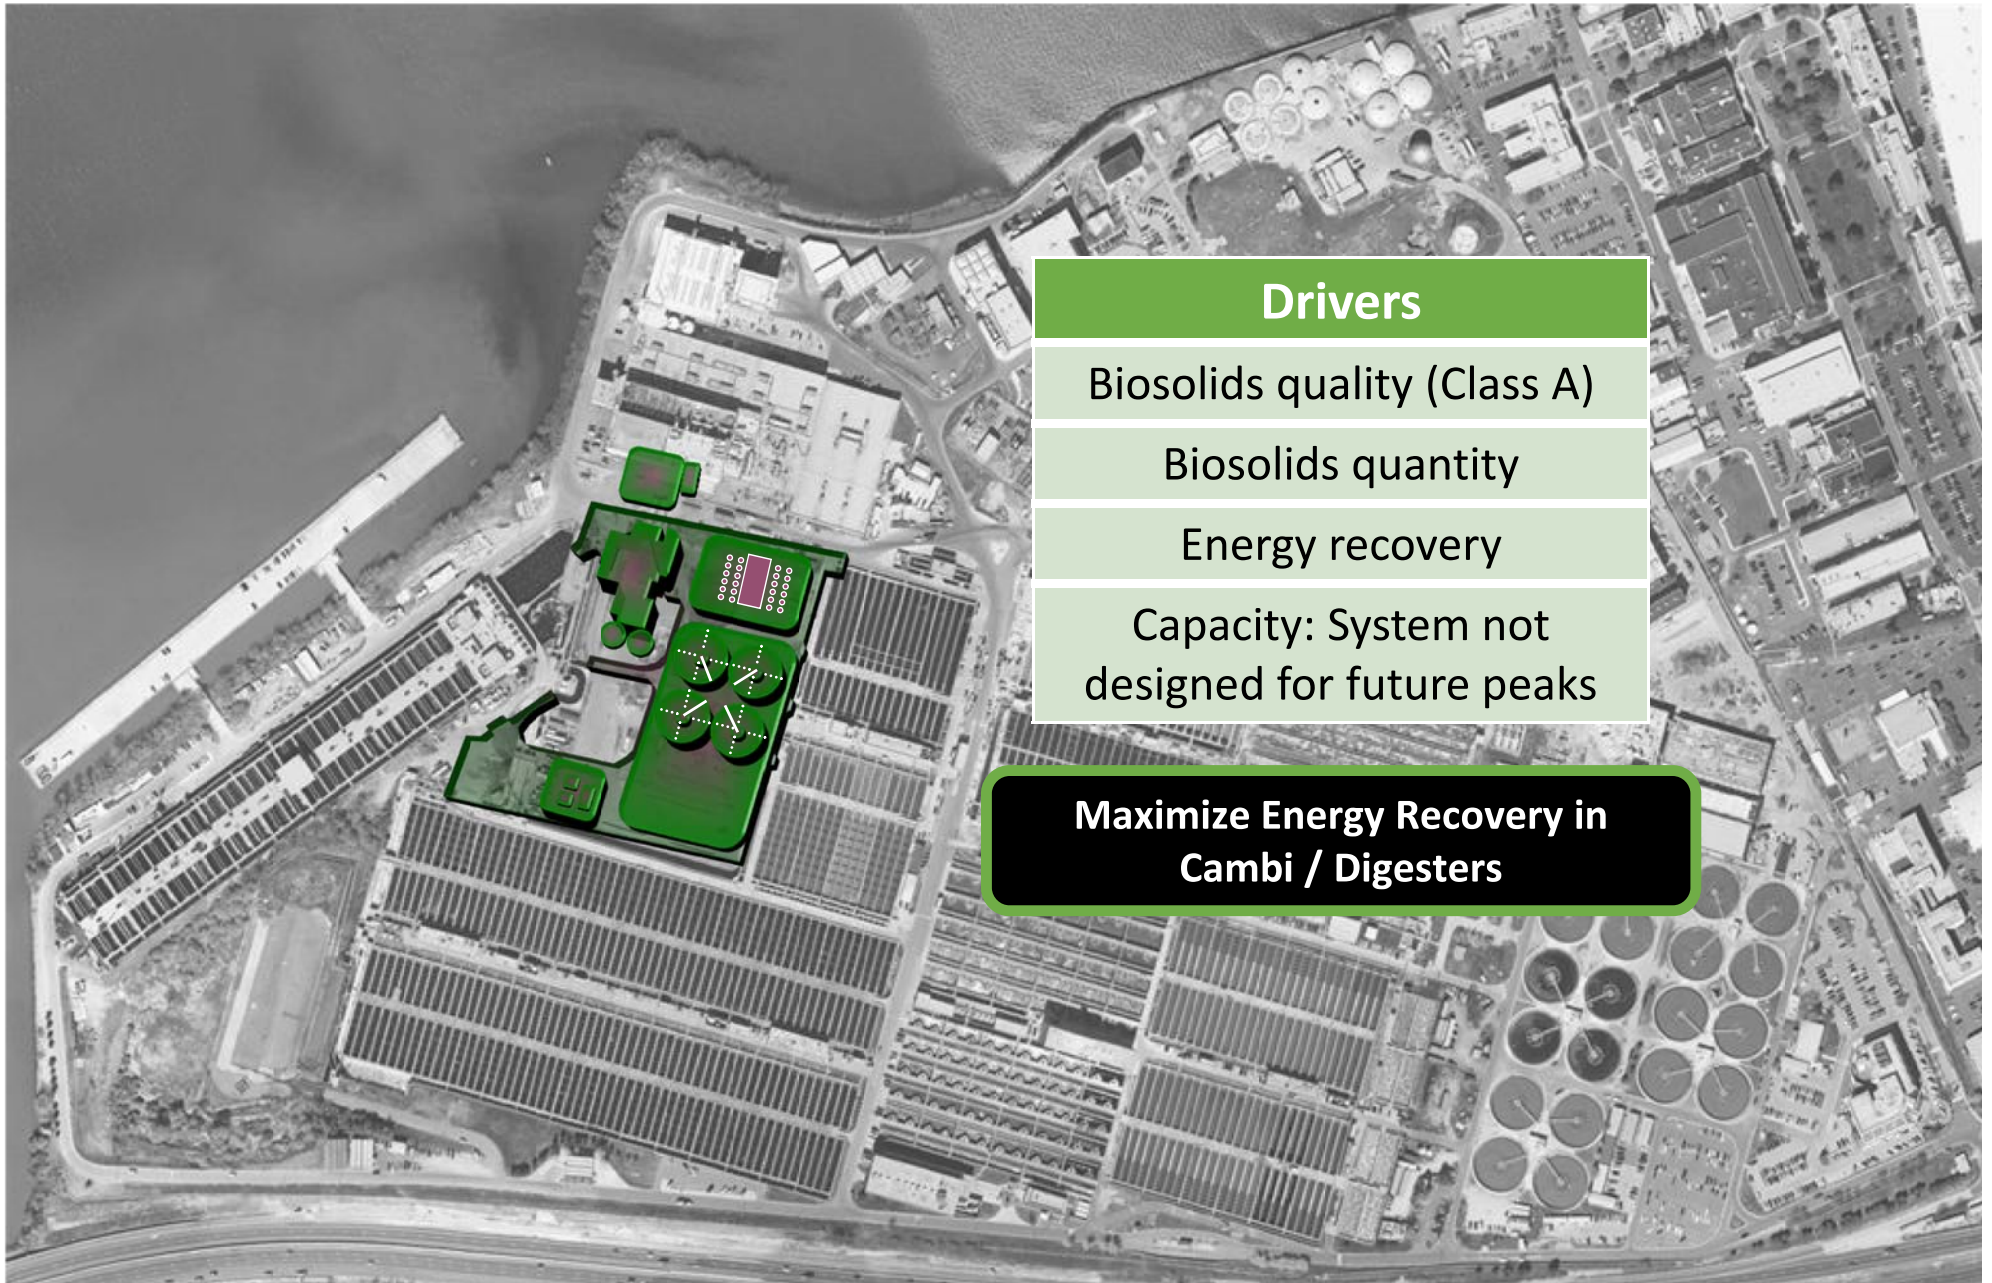 Drivers
Biosolids quality (Class A)
Biosolids quantity
Energy recovery
Capacity: System not
designed for future peaks
Maximize Energy Recovery in
Cambi / Digesters